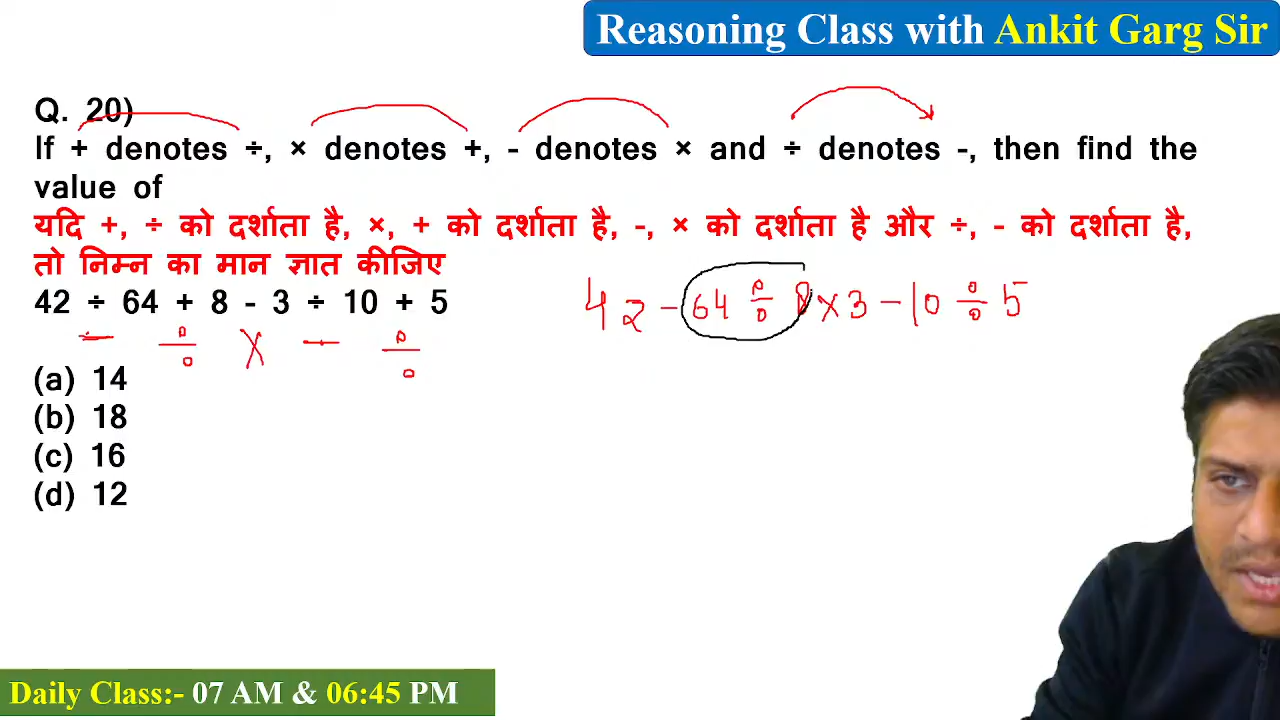 Reasoning Class with Ankit Garg Sir
Q. 20)
If + denotes ÷, × denotes +, - denotes × and ÷ denotes -, then find the
value of
यदि +, ÷ को दर्शाता है, ×, + को दर्शाता है, -, × को दर्शाता है और ÷, - को दर्शाता है,
तो निम्न का मान ज्ञात कीजिए
42 ÷ 64 + 8 - 3 ÷ 10 + 5
42 - 64 ÷ 8 × 3 - 10 ÷ 5
- ÷ × - ÷
(a) 14
(b) 18
(c) 16
(d) 12
Daily Class:- 07 AM & 06:45 PM